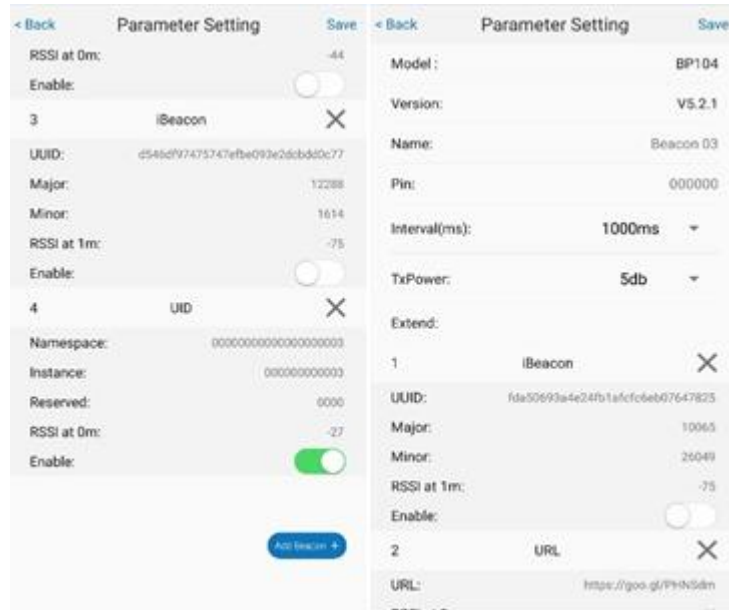 < Back Parameter Setting Save
RSSI at 0m: -44
Enable:
3 iBeacon
UUID:
Major: 12288
Minor: 1614
RSSI at 1m: -75
Enable:
4 UID
Namespace: 00000000000000000003
Instance: 000000000003
Reserved: 0000
RSSI at 0m: -27
Enable:
Add Beacon +
< Back Parameter Setting Save
Model: BP104
Version: V5.2.1
Name: Beacon 03
Pin: 000000
Interval(ms): 1000ms
TxPower: 5db
Extend:
1 iBeacon
UUID: fda50693a4e24fb1afcfc6eb07647825
Major: 10065
Minor: 26049
RSSI at 1m: -75
Enable:
2 URL
URL: https://goo.gl/PHNSdm